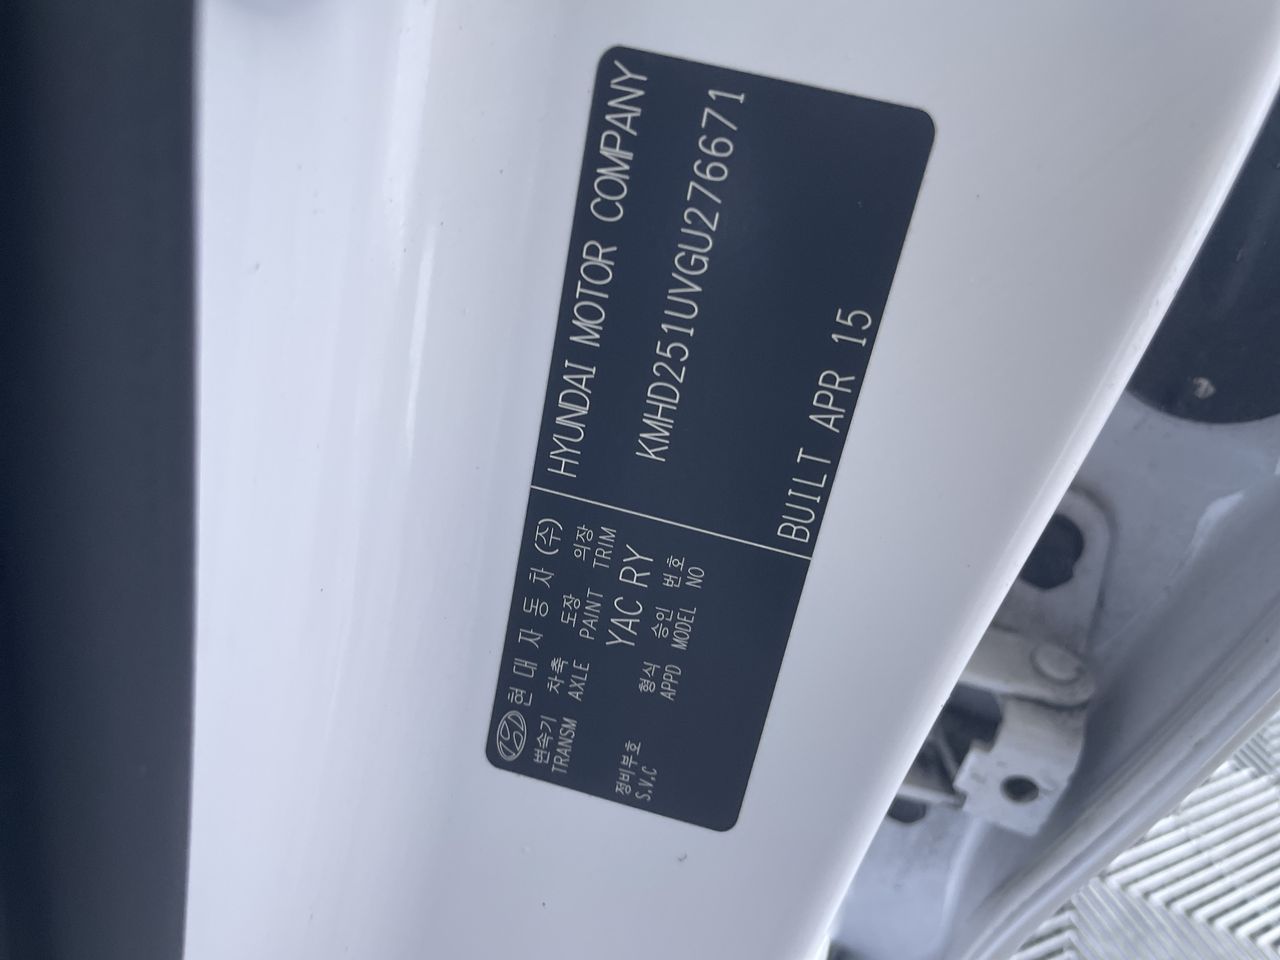 현대자동차(주)
HYUNDAI MOTOR COMPANY
변속기 차축 도장 의장
TRANSM AXLE PAINT TRIM
YAC RY
KMHD251UVGU276671
정비부호 형식 승인 번호
S.V.C APPD MODEL NO
BUILT APR 15